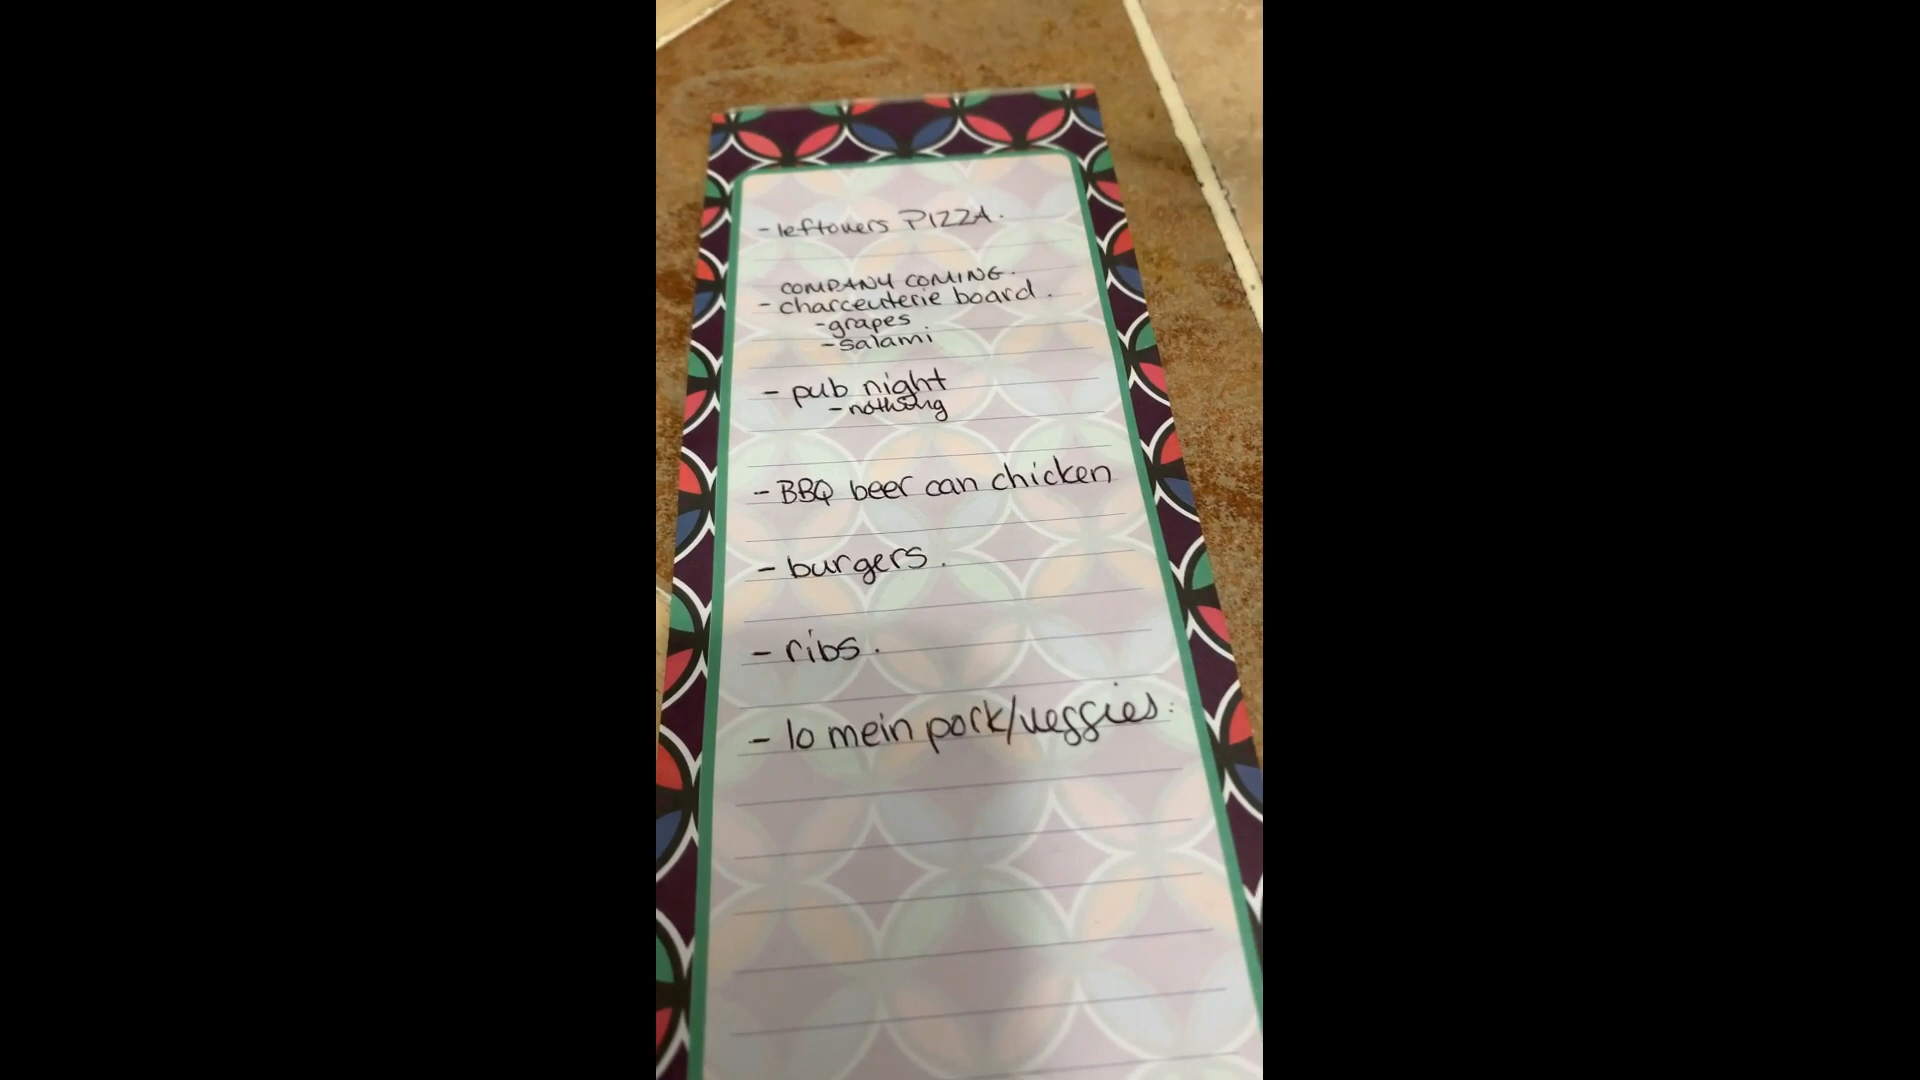 - leftovers PIZZA.
COMPANY COMING.
- charceuterie board.
- grapes
- salami
- pub night
- nothing
- BBQ beer can chicken
- burgers.
- ribs.
- lo mein pork/veggies.